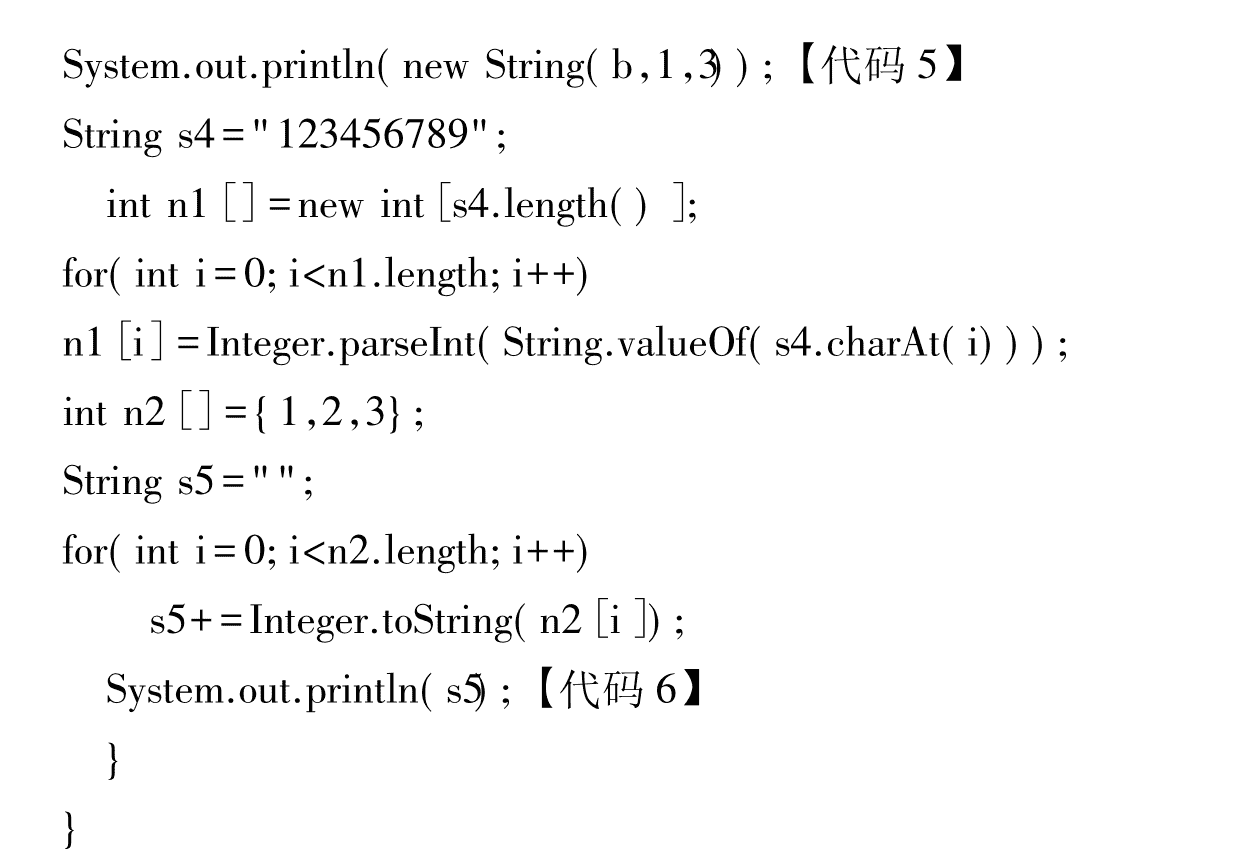 System.out.println( new String( b,1,3) ) ;【代码 5】
String s4="123456789";
int n1 []=new int [s4.length( ) ];
for( int i=0; i<n1.length; i++)
n1 [i]=Integer.parseInt( String.valueOf( s4.charAt( i) ) ) ;
int n2 []={ 1,2,3} ;
String s5="";
for( int i=0; i<n2.length; i++)
s5+=Integer.toString( n2 [i ]) ;
System.out.println( s5) ;【代码 6】
}
}